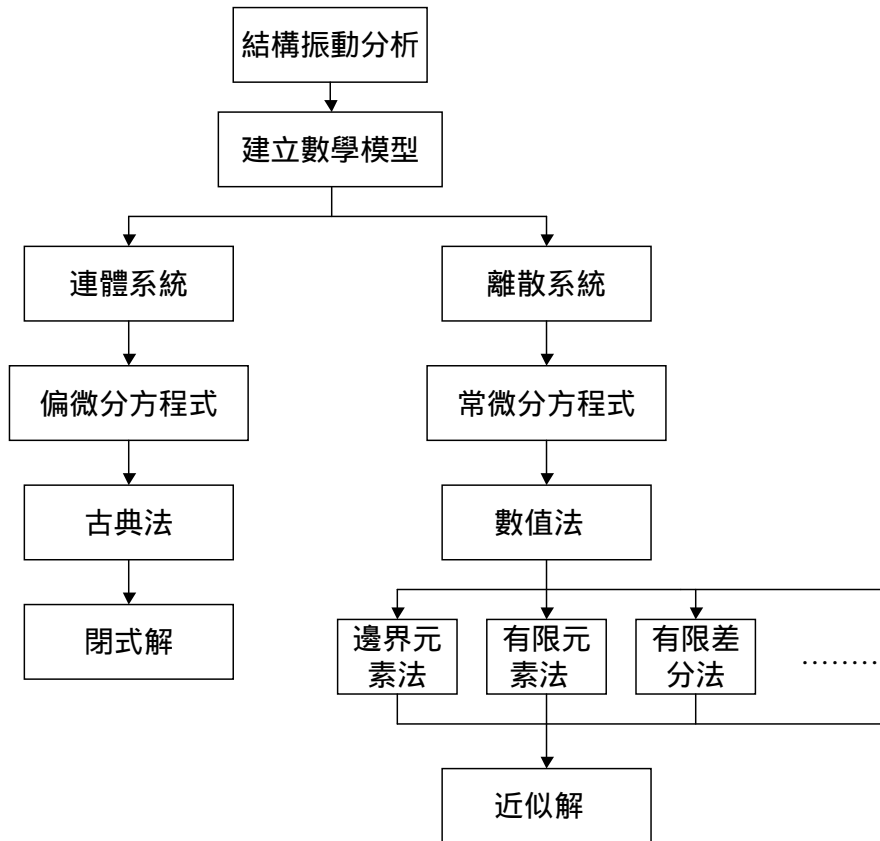 結構振動分析
建立數學模型
連體系統
離散系統
偏微分方程式
常微分方程式
古典法
數值法
閉式解
邊界元
素法
有限元
素法
有限差
分法
………
近似解